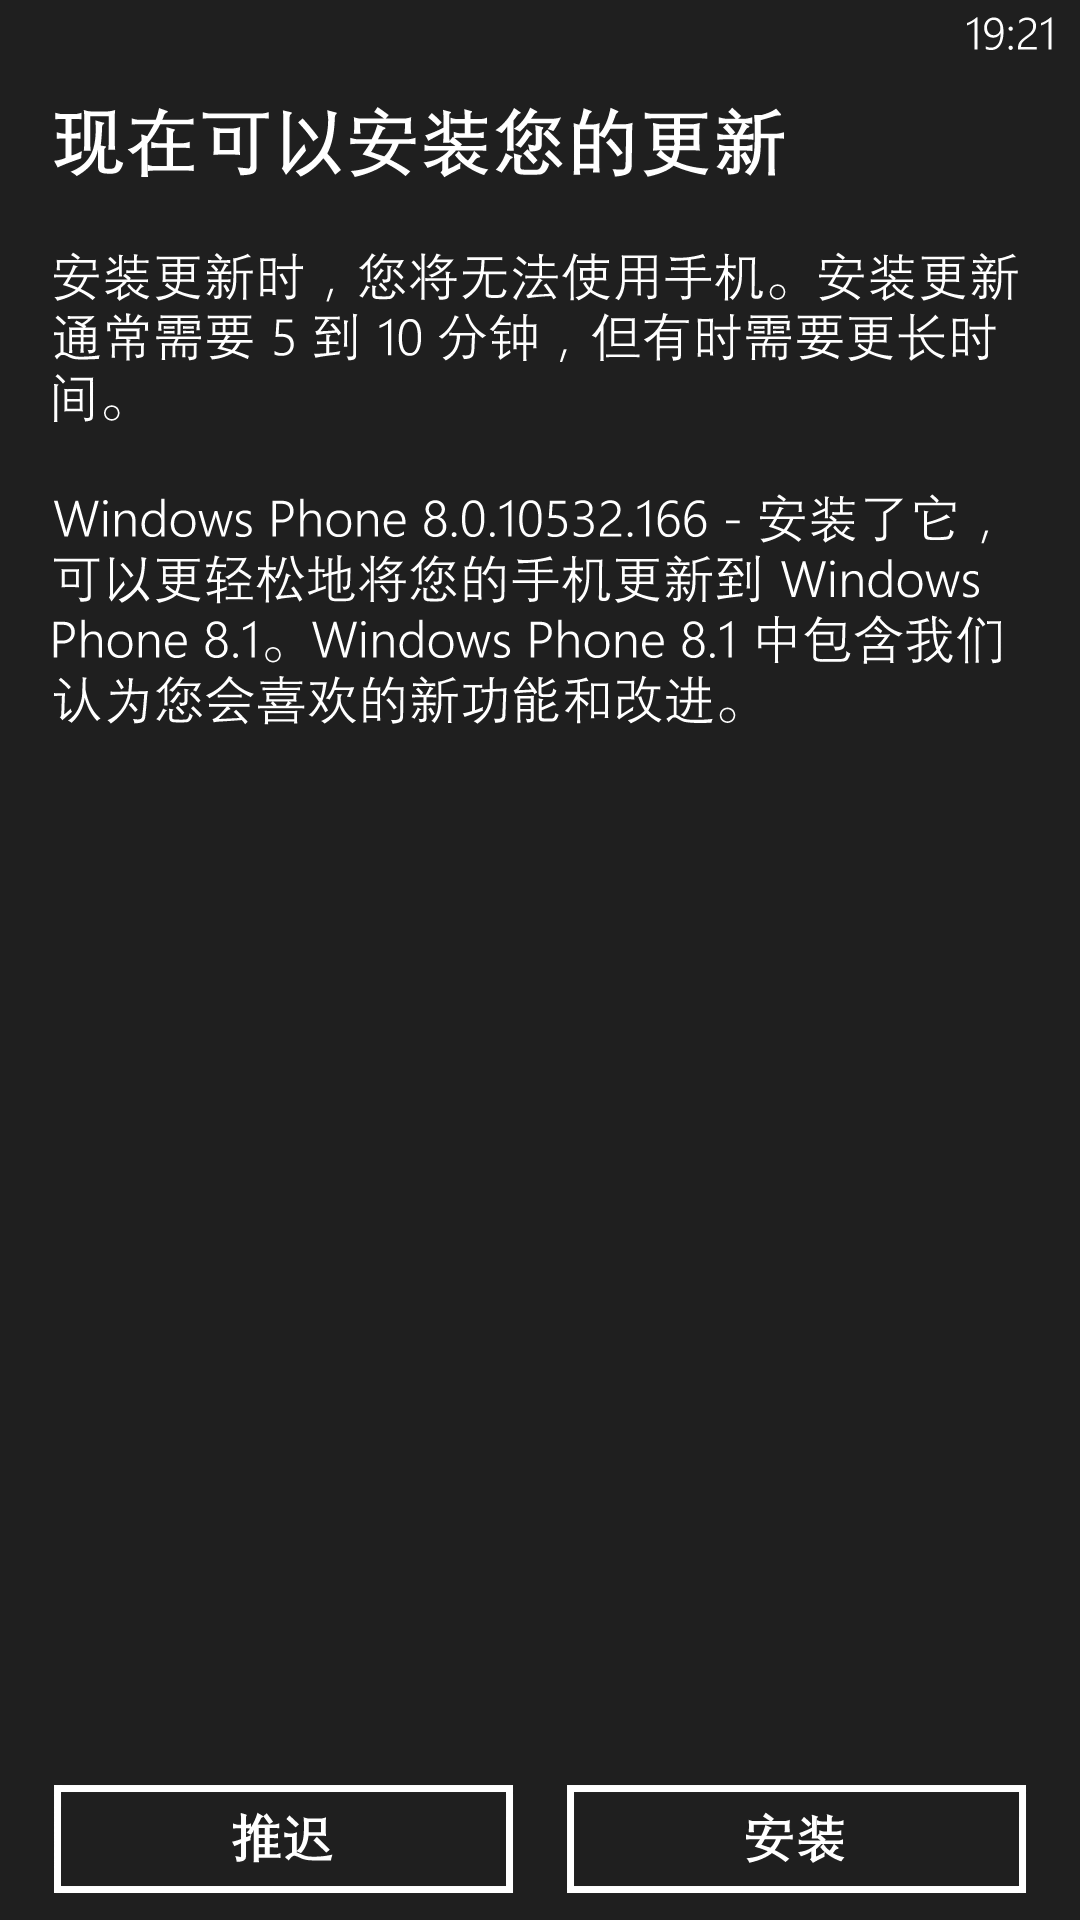 19:21
现在可以安装您的更新
安装更新时，您将无法使用手机。安装更新
通常需要 5 到 10 分钟，但有时需要更长时
间。
Windows Phone 8.0.10532.166 - 安装了它，
可以更轻松地将您的手机更新到 Windows
Phone 8.1。Windows Phone 8.1 中包含我们
认为您会喜欢的新功能和改进。
推迟
安装